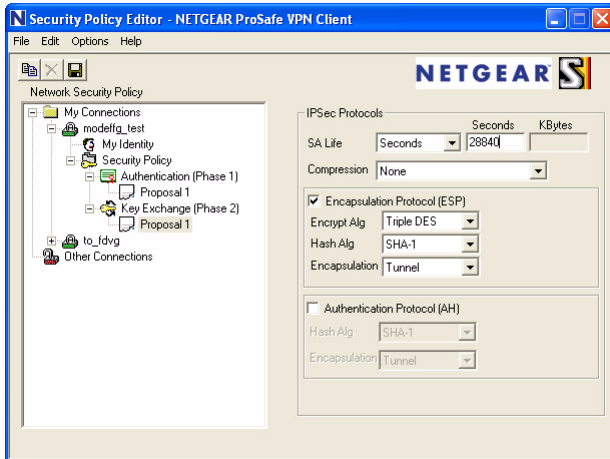 Security Policy Editor - NETGEAR ProSafe VPN Client
File Edit Options Help
NETGEAR
Network Security Policy
My Connections
modeffg_test
My Identity
Security Policy
Authentication (Phase 1)
Proposal 1
Key Exchange (Phase 2)
Proposal 1
to_fdvg
Other Connections
IPSec Protocols
Seconds KBytes
SA Life Seconds 28840
Compression None
Encapsulation Protocol (ESP)
Encrypt Alg Triple DES
Hash Alg SHA-1
Encapsulation Tunnel
Authentication Protocol (AH)
Hash Alg SHA-1
Encapsulation Tunnel